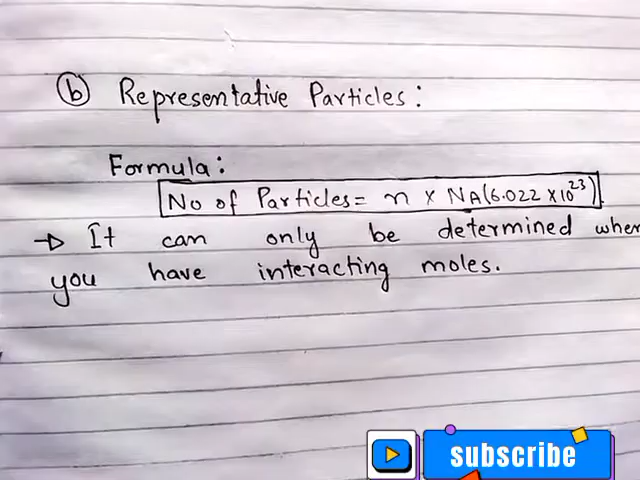 b Representative Particles:
Formula:
No of Particles = n × NA(6.022 × 10^23)
→ It can only be determined when
you have interacting moles.
subscribe